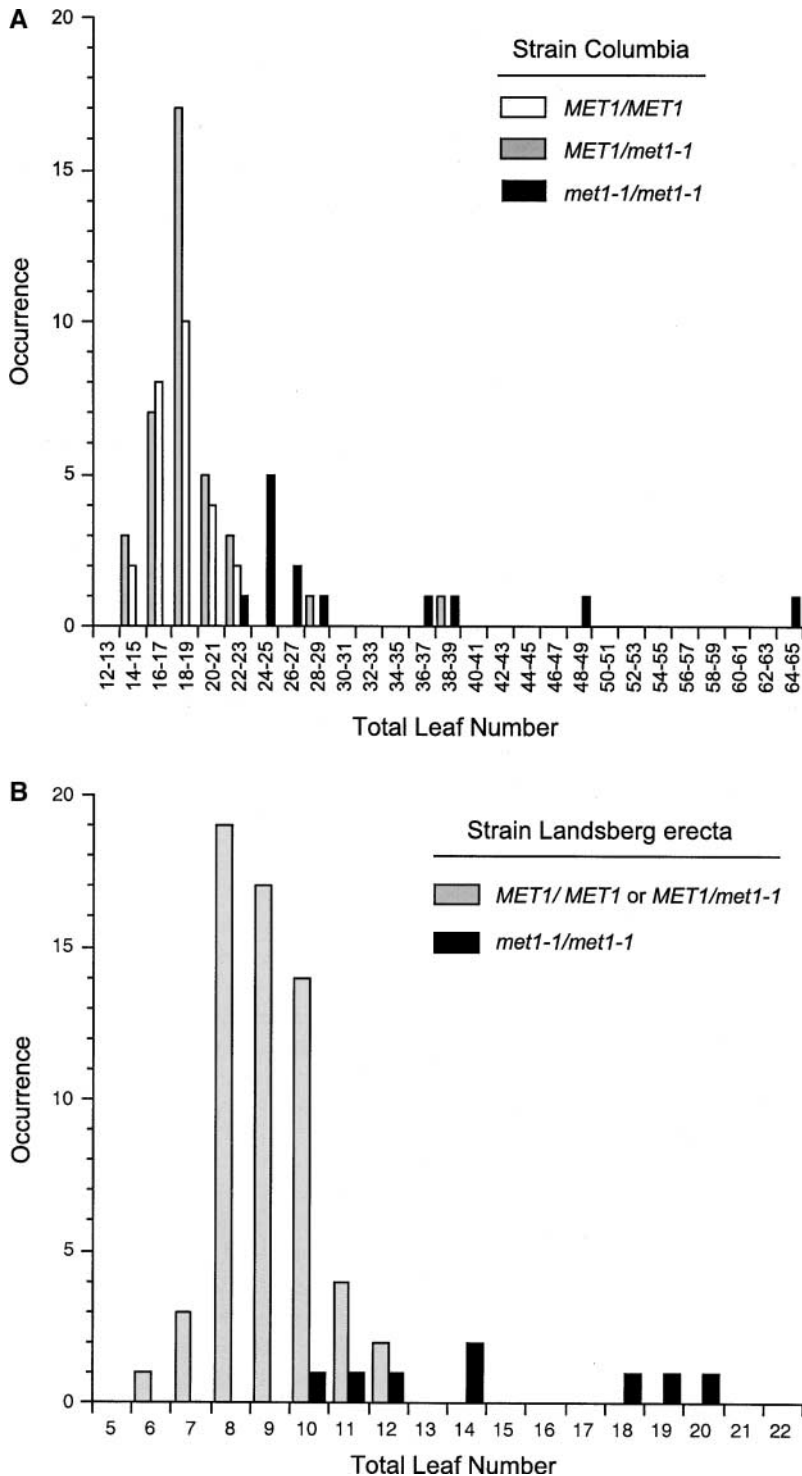 A
Strain Columbia
MET1/MET1
MET1/met1-1
met1-1/met1-1
20
15
10
5
0
Occurrence
12-13
14-15
16-17
18-19
20-21
22-23
24-25
26-27
28-29
30-31
32-33
34-35
36-37
38-39
40-41
42-43
44-45
46-47
48-49
50-51
52-53
54-55
56-57
58-59
60-61
62-63
64-65
Total Leaf Number
B
Strain Landsberg erecta
MET1/ MET1 or MET1/met1-1
met1-1/met1-1
20
15
10
5
0
Occurrence
5 6 7 8 9 10 11 12 13 14 15 16 17 18 19 20 21 22
Total Leaf Number